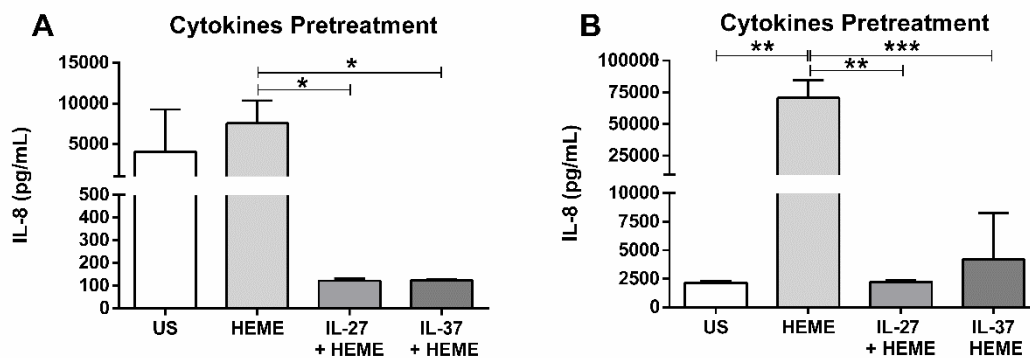 A
Cytokines Pretreatment
IL-8 (pg/mL)
15000
10000
5000
500
400
300
200
100
0
*
*
US
HEME
IL-27
+ HEME
IL-37
+ HEME
B
Cytokines Pretreatment
IL-8 (pg/mL)
100000
75000
50000
25000
10000
7500
5000
2500
0
**
***
**
US
HEME
IL-27
+ HEME
IL-37
HEME